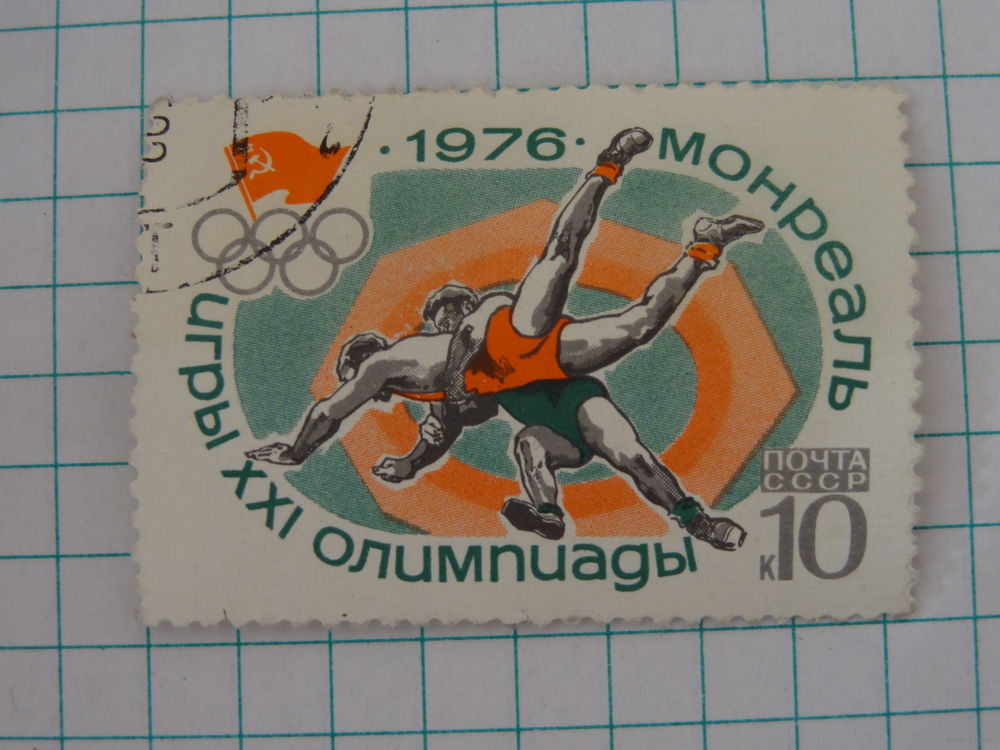 · 1976 ·
МОНРЕАЛЬ
ИГРЫ XXI ОЛИМПИАДЫ
ПОЧТА
СССР
к10